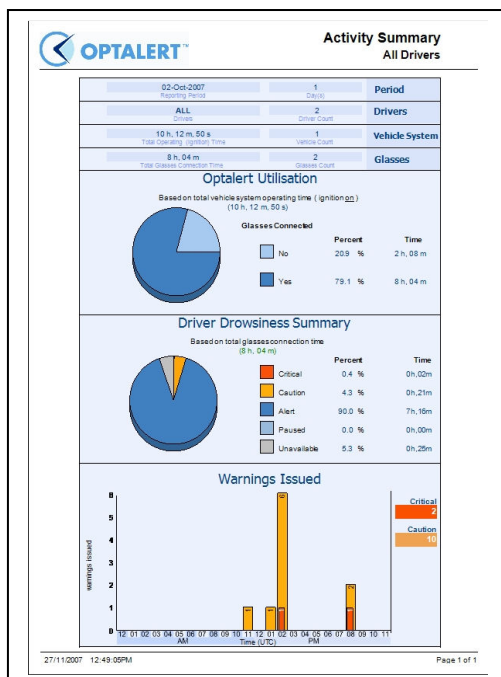 OPTALERT™
Activity Summary
All Drivers
02-Oct-2007 1 Period
Reporting Period Day(s)
ALL 2 Drivers
Drivers Driver Count
10 h, 12 m, 50 s 1 Vehicle System
Total Operating (Ignition) Time Vehicle Count
8 h, 04 m 2 Glasses
Total Glasses Connection Time Glasses Count
Optalert Utilisation
Based on total vehicle system operating time ( ignition on )
(10 h, 12 m, 50 s)
Glasses Connected
Percent Time
No 20.9 % 2 h, 08 m
Yes 79.1 % 8 h, 04 m
Driver Drowsiness Summary
Based on total glasses connection time
(8 h, 04 m)
Percent Time
Critical 0.4 % 0h,02m
Caution 4.3 % 0h,21m
Alert 90.0 % 7h,16m
Paused 0.0 % 0h,00m
Unavailable 5.3 % 0h,25m
Warnings Issued
Critical
2
Caution
10
warnings issued
6
5
4
3
2
1
0
1 1 6 1 2 1
12 01 02 03 04 05 06 07 08 09 10 11 12 01 02 03 04 05 06 07 08 09 10 11
AM Time (UTC) PM
27/11/2007 12:49:05PM Page 1 of 1